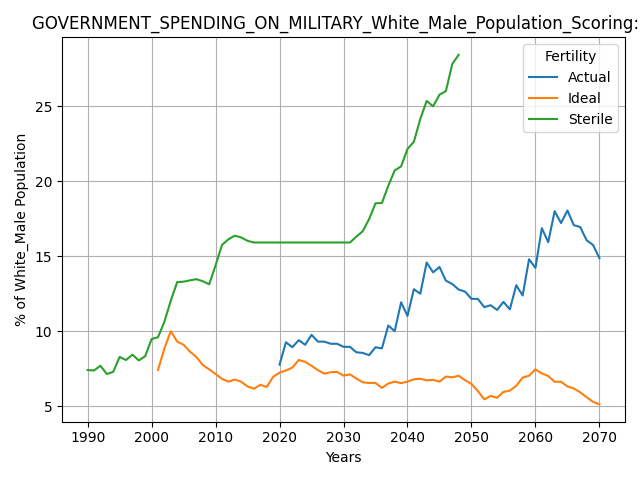 GOVERNMENT_SPENDING_ON_MILITARY_White_Male_Population_Scoring:
Fertility
Actual
Ideal
Sterile
% of White_Male Population
25
20
15
10
5
1990 2000 2010 2020 2030 2040 2050 2060 2070
Years